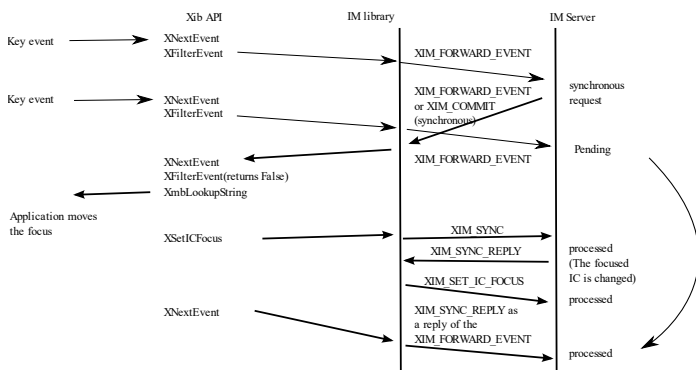 Xib API
IM library
IM Server
Key event
XNextEvent
XFilterEvent
XIM_FORWARD_EVENT
synchronous
request
Key event
XNextEvent
XFilterEvent
XIM_FORWARD_EVENT
or XIM_COMMIT
(synchronous)
Pending
XIM_FORWARD_EVENT
XNextEvent
XFilterEvent(returns False)
XmbLookupString
Application moves
the focus
XSetICFocus
XIM_SYNC
XIM_SYNC_REPLY
processed
(The focused
IC is changed)
XIM_SET_IC_FOCUS
processed
XNextEvent
XIM_SYNC_REPLY as
a reply of the
XIM_FORWARD_EVENT
processed